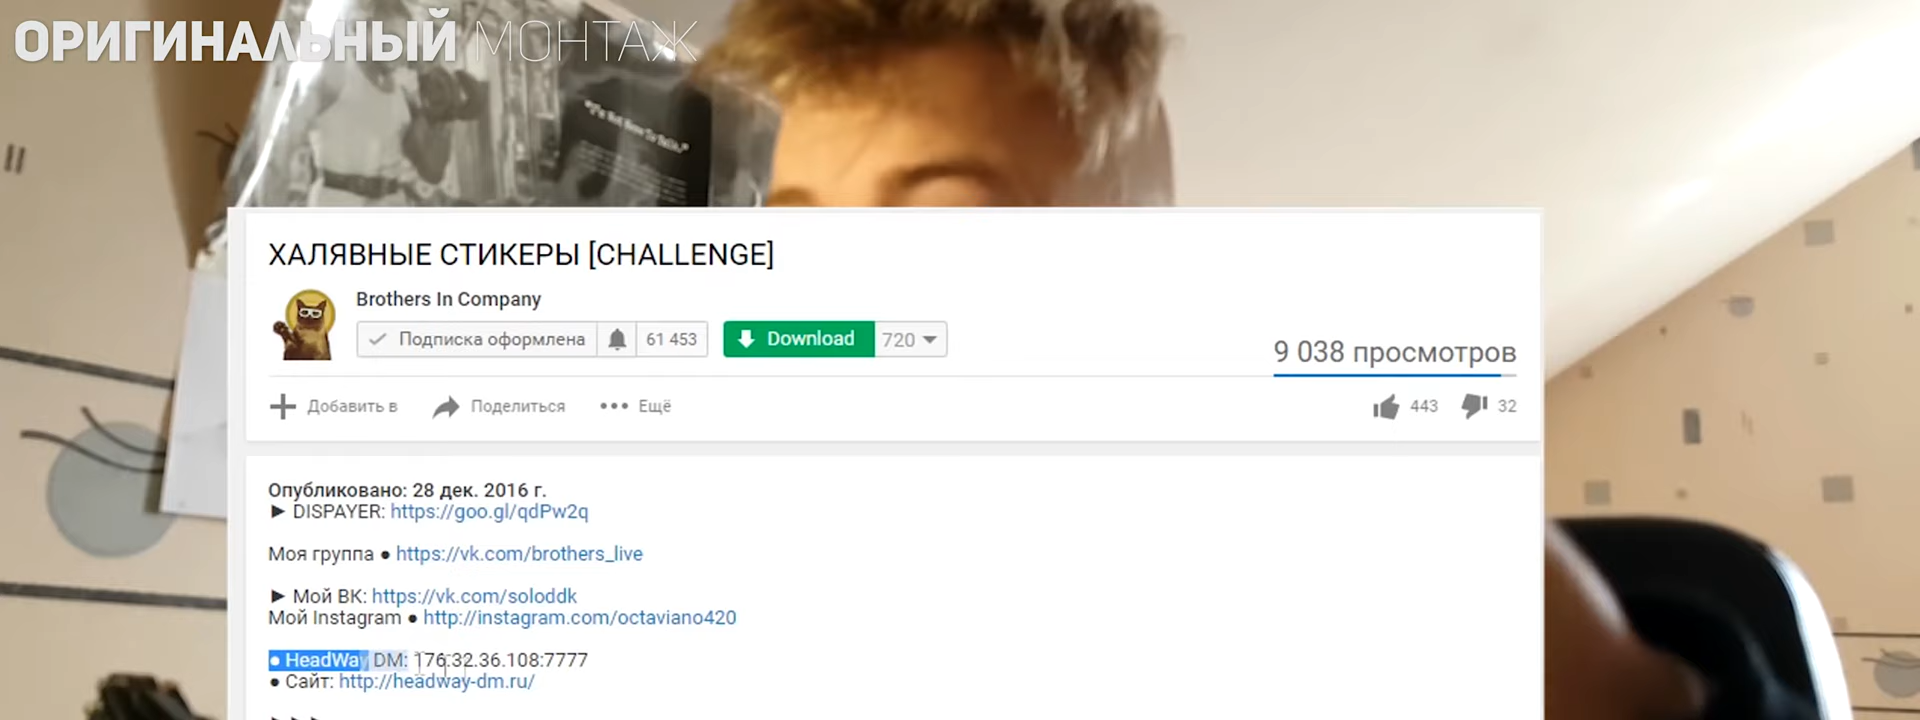 ОРИГИНАЛЬНЫЙ МОНТАЖ
ХАЛЯВНЫЕ СТИКЕРЫ [CHALLENGE]
Brothers In Company
Подписка оформлена 61 453 Download 720
9 038 просмотров
Добавить в Поделиться Ещё 443 32
Опубликовано: 28 дек. 2016 г.
► DISPAYER: https://goo.gl/qdPw2q
Моя группа ● https://vk.com/brothers_live
► Мой ВК: https://vk.com/soloddk
Мой Instagram ● http://instagram.com/octaviano420
● HeadWay DM: 176.32.36.108:7777
● Сайт: http://headway-dm.ru/